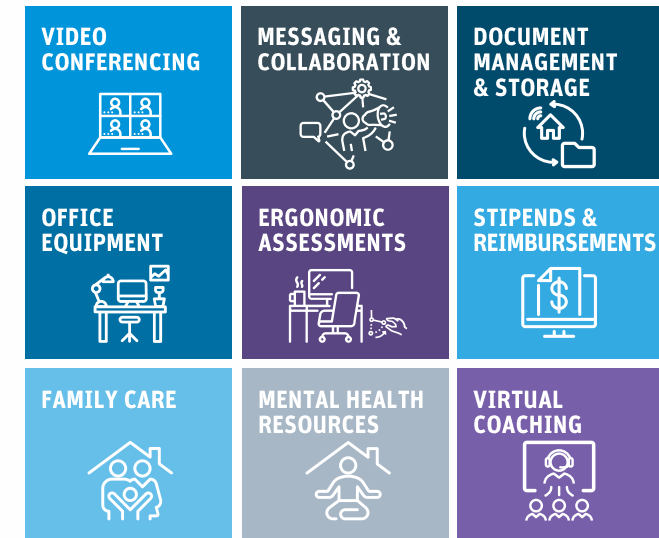 VIDEO
CONFERENCING
MESSAGING &
COLLABORATION
DOCUMENT
MANAGEMENT
& STORAGE
OFFICE
EQUIPMENT
ERGONOMIC
ASSESSMENTS
STIPENDS &
REIMBURSEMENTS
$
FAMILY CARE
MENTAL HEALTH
RESOURCES
VIRTUAL
COACHING